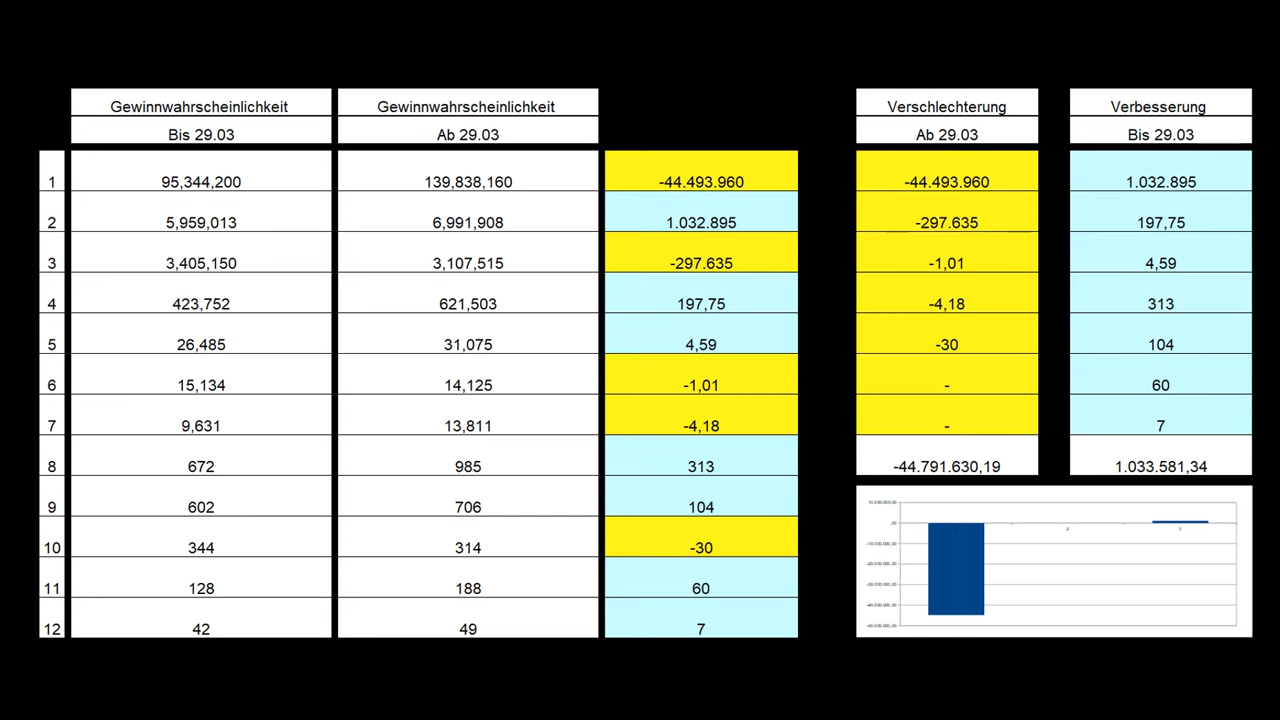 Gewinnwahrscheinlichkeit Gewinnwahrscheinlichkeit Verschlechterung Verbesserung
Bis 29.03 Ab 29.03 Ab 29.03 Bis 29.03
1 95,344,200 139,838,160 -44.493.960 -44.493.960 1.032.895
2 5,959,013 6,991,908 1.032.895 -297.635 197,75
3 3,405,150 3,107,515 -297.635 -1,01 4,59
4 423,752 621,503 197,75 -4,18 313
5 26,485 31,075 4,59 -30 104
6 15,134 14,125 -1,01 - 60
7 9,631 13,811 -4,18 - 7
8 672 985 313 -44.791.630,19 1.033.581,34
9 602 706 104
10 344 314 -30
11 128 188 60
12 42 49 7